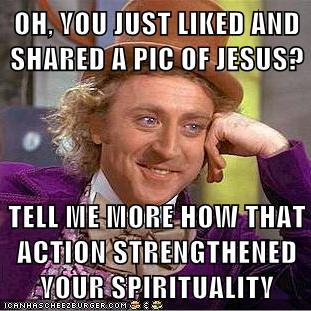 OH, YOU JUST LIKED AND
SHARED A PIC OF JESUS?
TELL ME MORE HOW THAT
ACTION STRENGTHENED
YOUR SPIRITUALITY
ICANHASCHEEZBURGER.COM